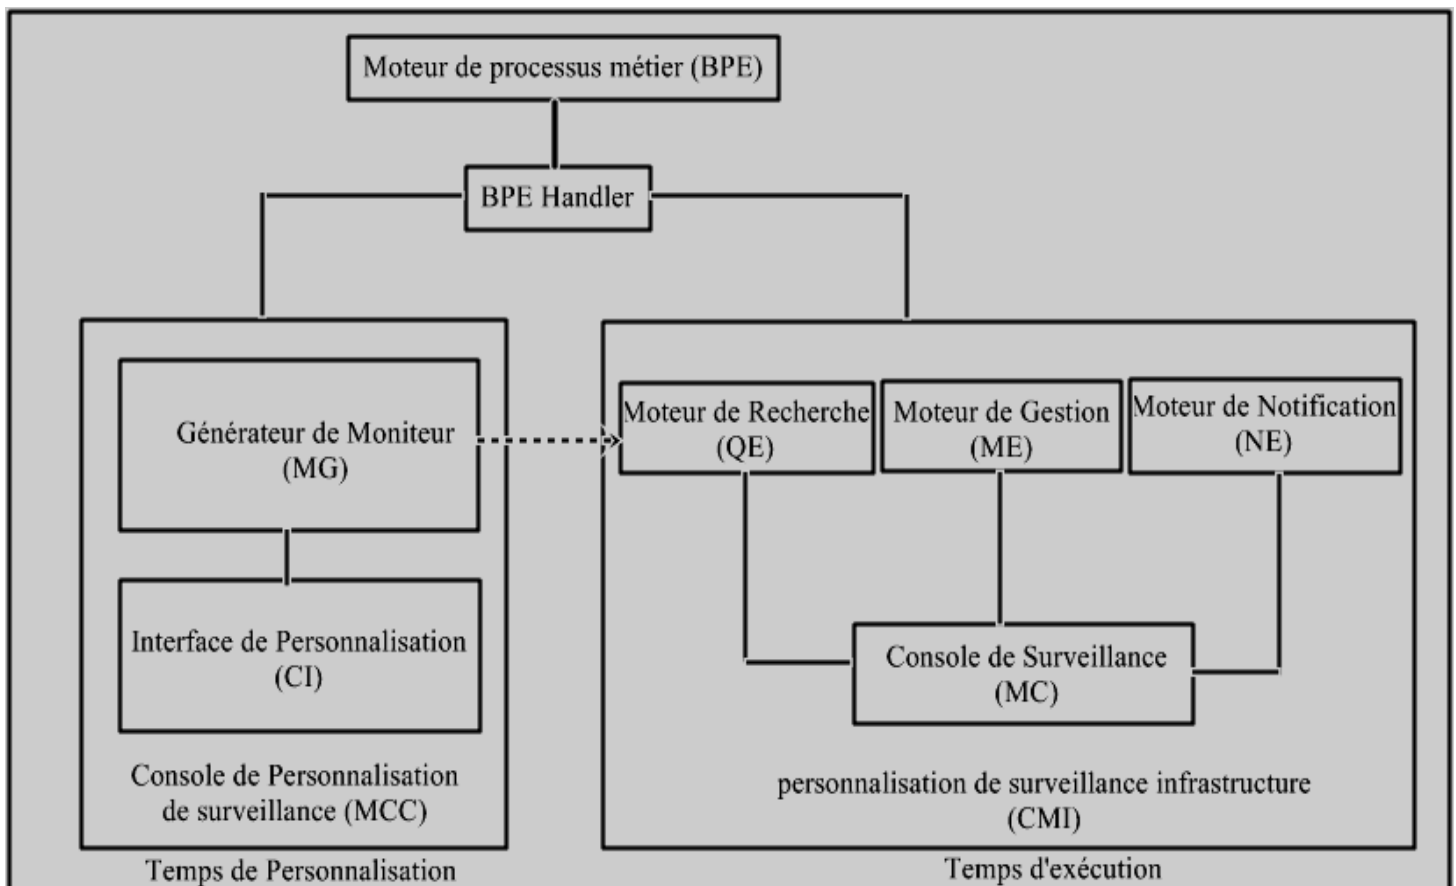 Moteur de processus métier (BPE)
BPE Handler
Générateur de Moniteur
(MG)
Interface de Personnalisation
(CI)
Console de Personnalisation
de surveillance (MCC)
Temps de Personalisation
Moteur de Recherche
(QE)
Moteur de Gestion
(ME)
Moteur de Notification
(NE)
Console de Surveillance
(MC)
personnalisation de surveillance infrastructure
(CMI)
Temps d'exécution